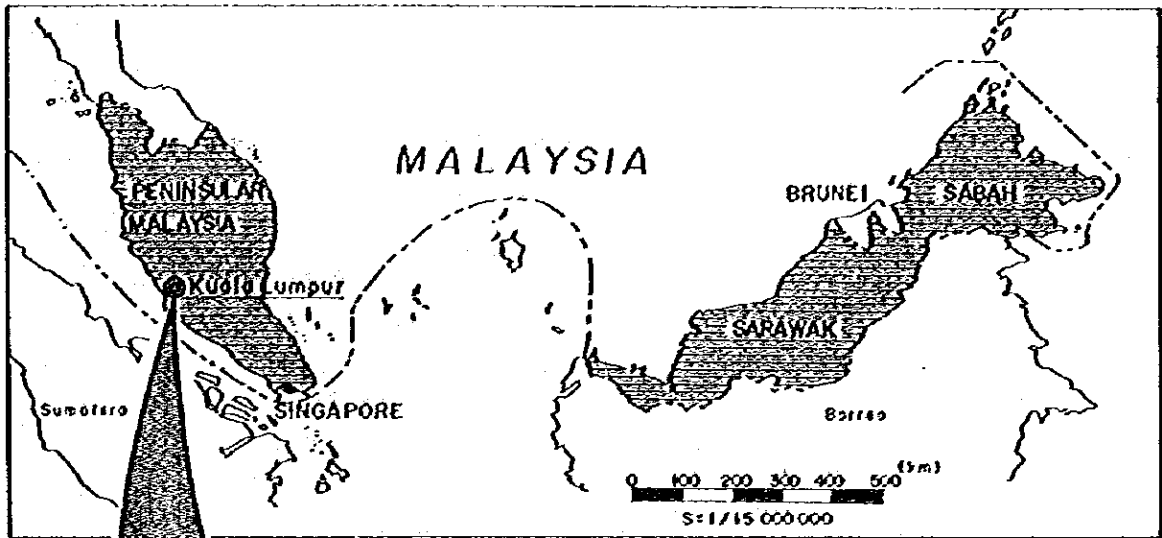 MALAYSIA
PENINSULAR
MALAYSIA
BRUNEI
SABAH
Kuala Lumpur
SARAWAK
Sumatera
SINGAPORE
Borneo
(km)
0 100 200 300 400 500
S=1/15 000 000